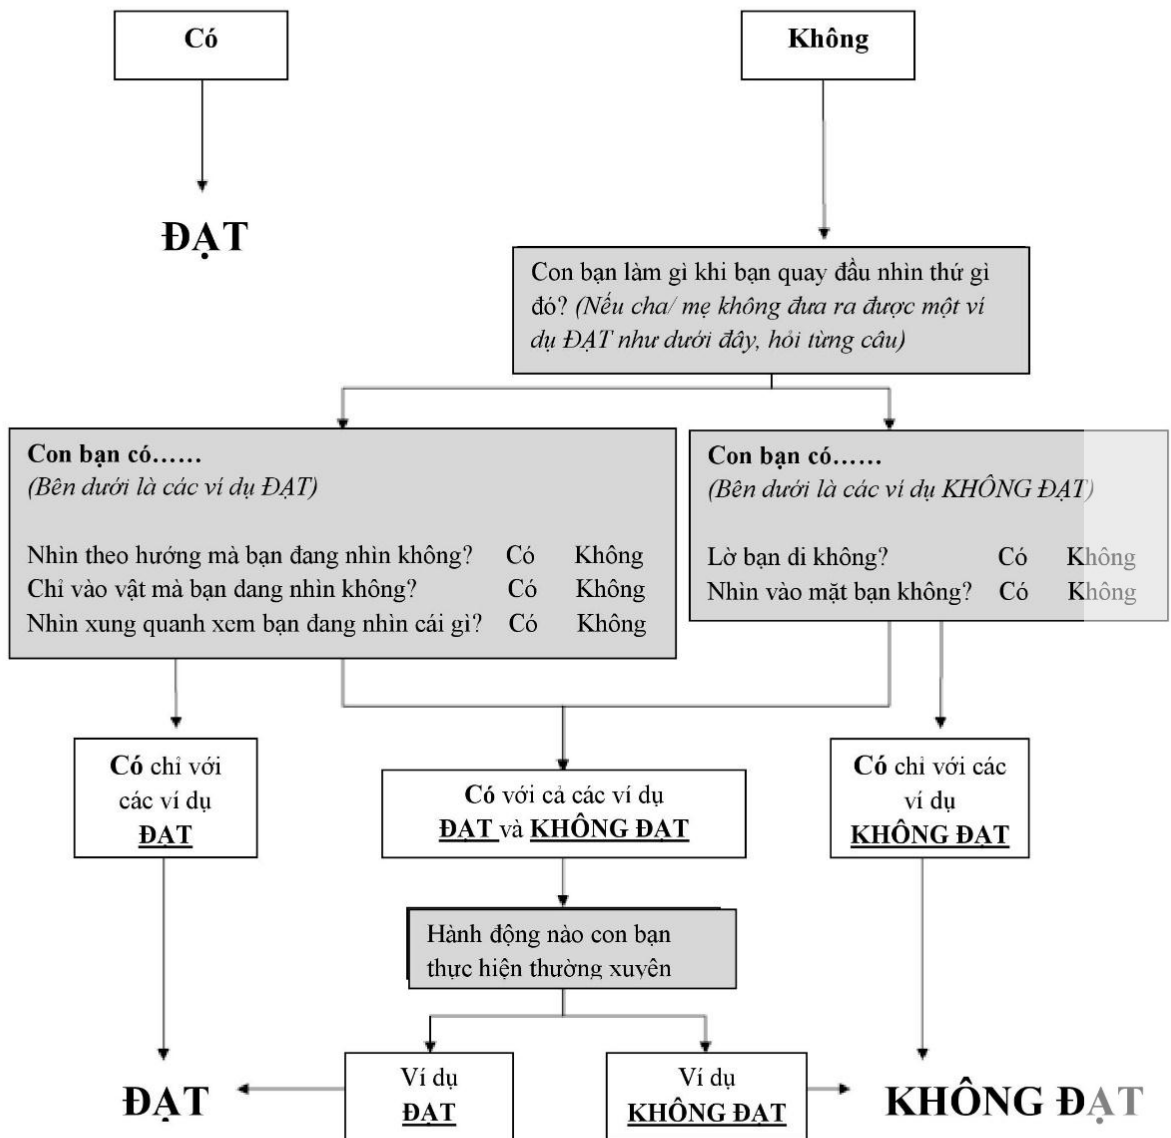 Có
Không
ĐẠT
Con bạn làm gì khi bạn quay đầu nhìn thứ gì
đó? (Nếu cha/ mẹ không đưa ra được một ví
dụ ĐẠT như dưới đây, hỏi từng câu)
Con bạn có……
(Bên dưới là các ví dụ ĐẠT)
Nhìn theo hướng mà bạn đang nhìn không? Có Không
Chỉ vào vật mà bạn đang nhìn không? Có Không
Nhìn xung quanh xem bạn đang nhìn cái gì? Có Không
Con bạn có……
(Bên dưới là các ví dụ KHÔNG ĐẠT)
Lờ bạn đi không? Có Không
Nhìn vào mặt bạn không? Có Không
Có chỉ với
các ví dụ
ĐẠT
Có với cả các ví dụ
ĐẠT và KHÔNG ĐẠT
Có chỉ với các
ví dụ
KHÔNG ĐẠT
Hành động nào con bạn
thực hiện thường xuyên
Ví dụ
ĐẠT
Ví dụ
KHÔNG ĐẠT
ĐẠT
KHÔNG ĐẠT